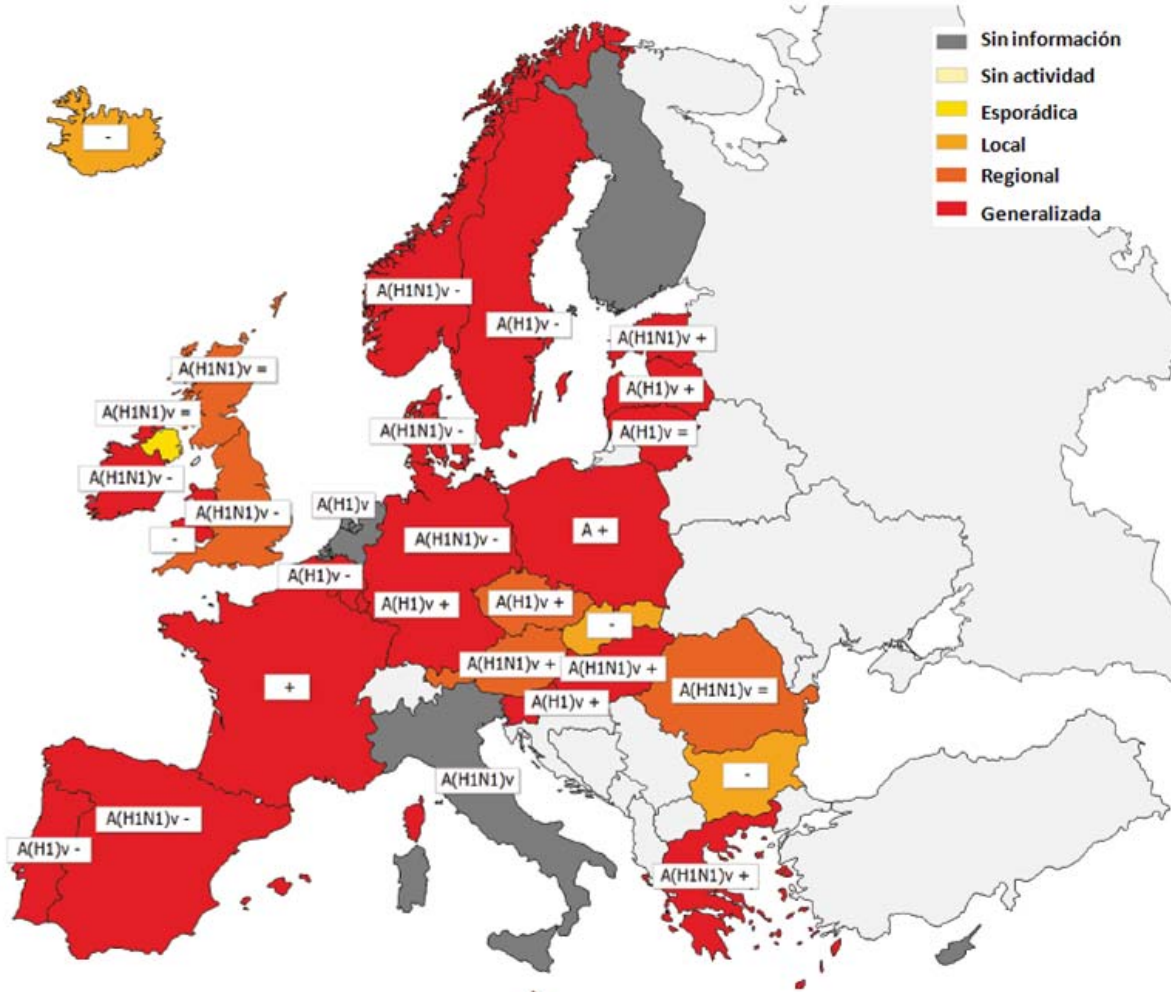 Sin información
Sin actividad
Esporádica
Local
Regional
Generalizada
-
A(H1N1)v -
A(H1)v -
A(H1N1)v +
A(H1N1)v =
A(H1)v +
A(H1N1)v =
A(H1N1)v -
A(H1)v =
A(H1N1)v -
A(H1)v
A(H1N1)v -
-
A(H1N1)v -
A +
A(H1)v -
A(H1)v +
A(H1)v +
-
A(H1N1)v +
A(H1N1)v +
+
A(H1N1)v =
A(H1)v +
A(H1N1)v
-
A(H1N1)v -
A(H1)v -
A(H1N1)v +